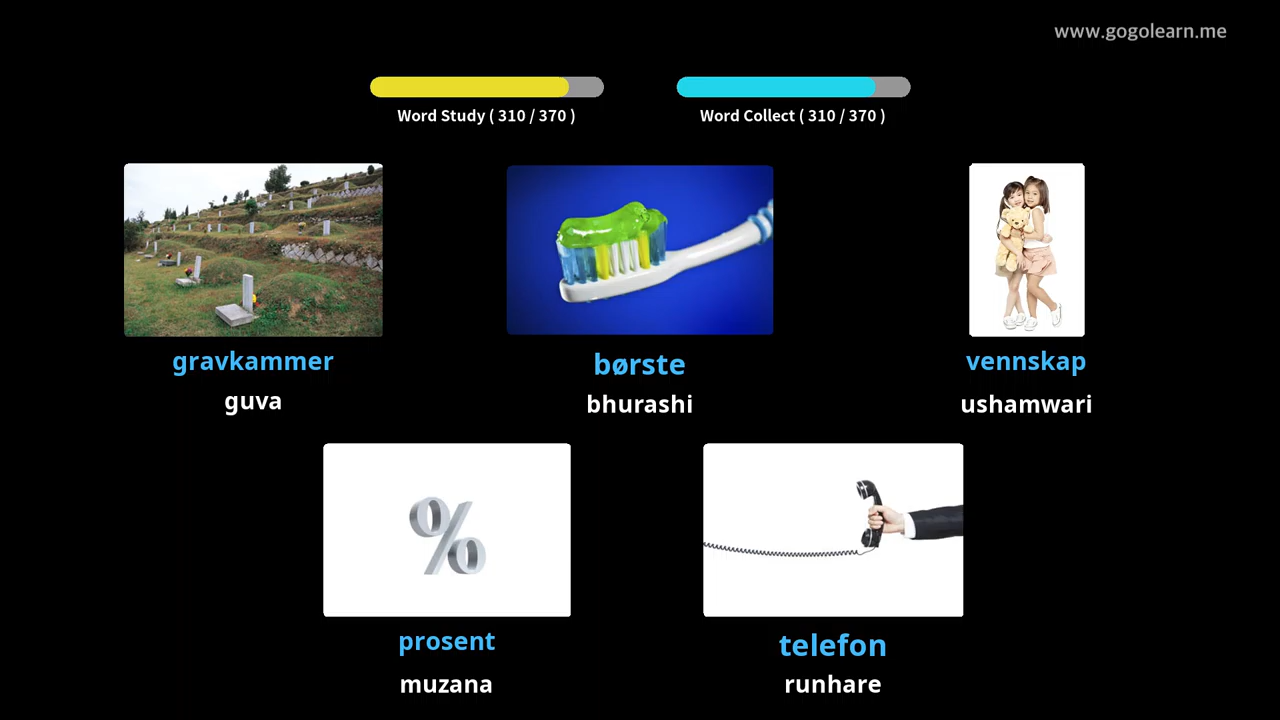 www.gogolearn.me
Word Study ( 310 / 370 )
Word Collect ( 310 / 370 )
gravkammer
guva
børste
bhurashi
vennskap
ushamwari
%
prosent
muzana
telefon
runhare